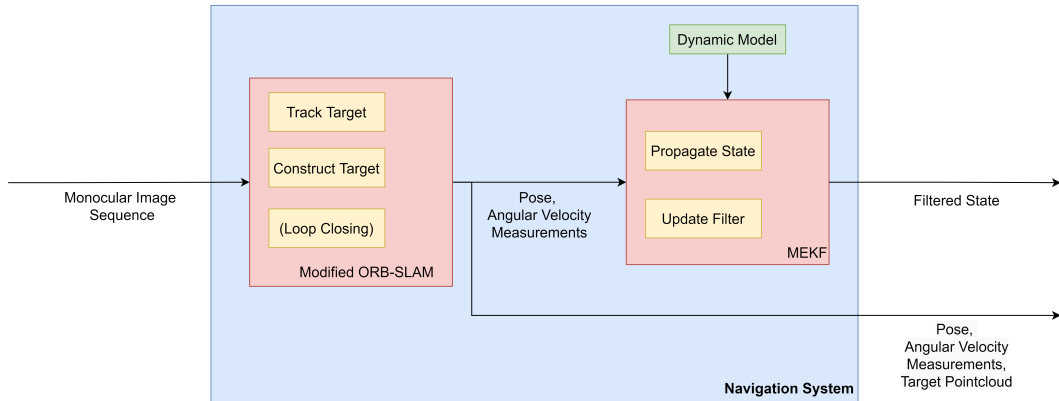 Dynamic Model
Track Target
Construct Target
(Loop Closing)
Modified ORB-SLAM
Monocular Image
Sequence
Pose,
Angular Velocity
Measurements
Propagate State
Update Filter
MEKF
Filtered State
Pose,
Angular Velocity
Measurements,
Target Pointcloud
Navigation System